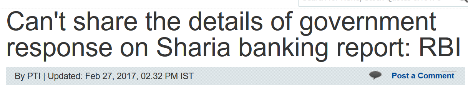 Can't share the details of government
response on Sharia banking report: RBI
By PTI | Updated: Feb 27, 2017, 02.32 PM IST Post a Comment